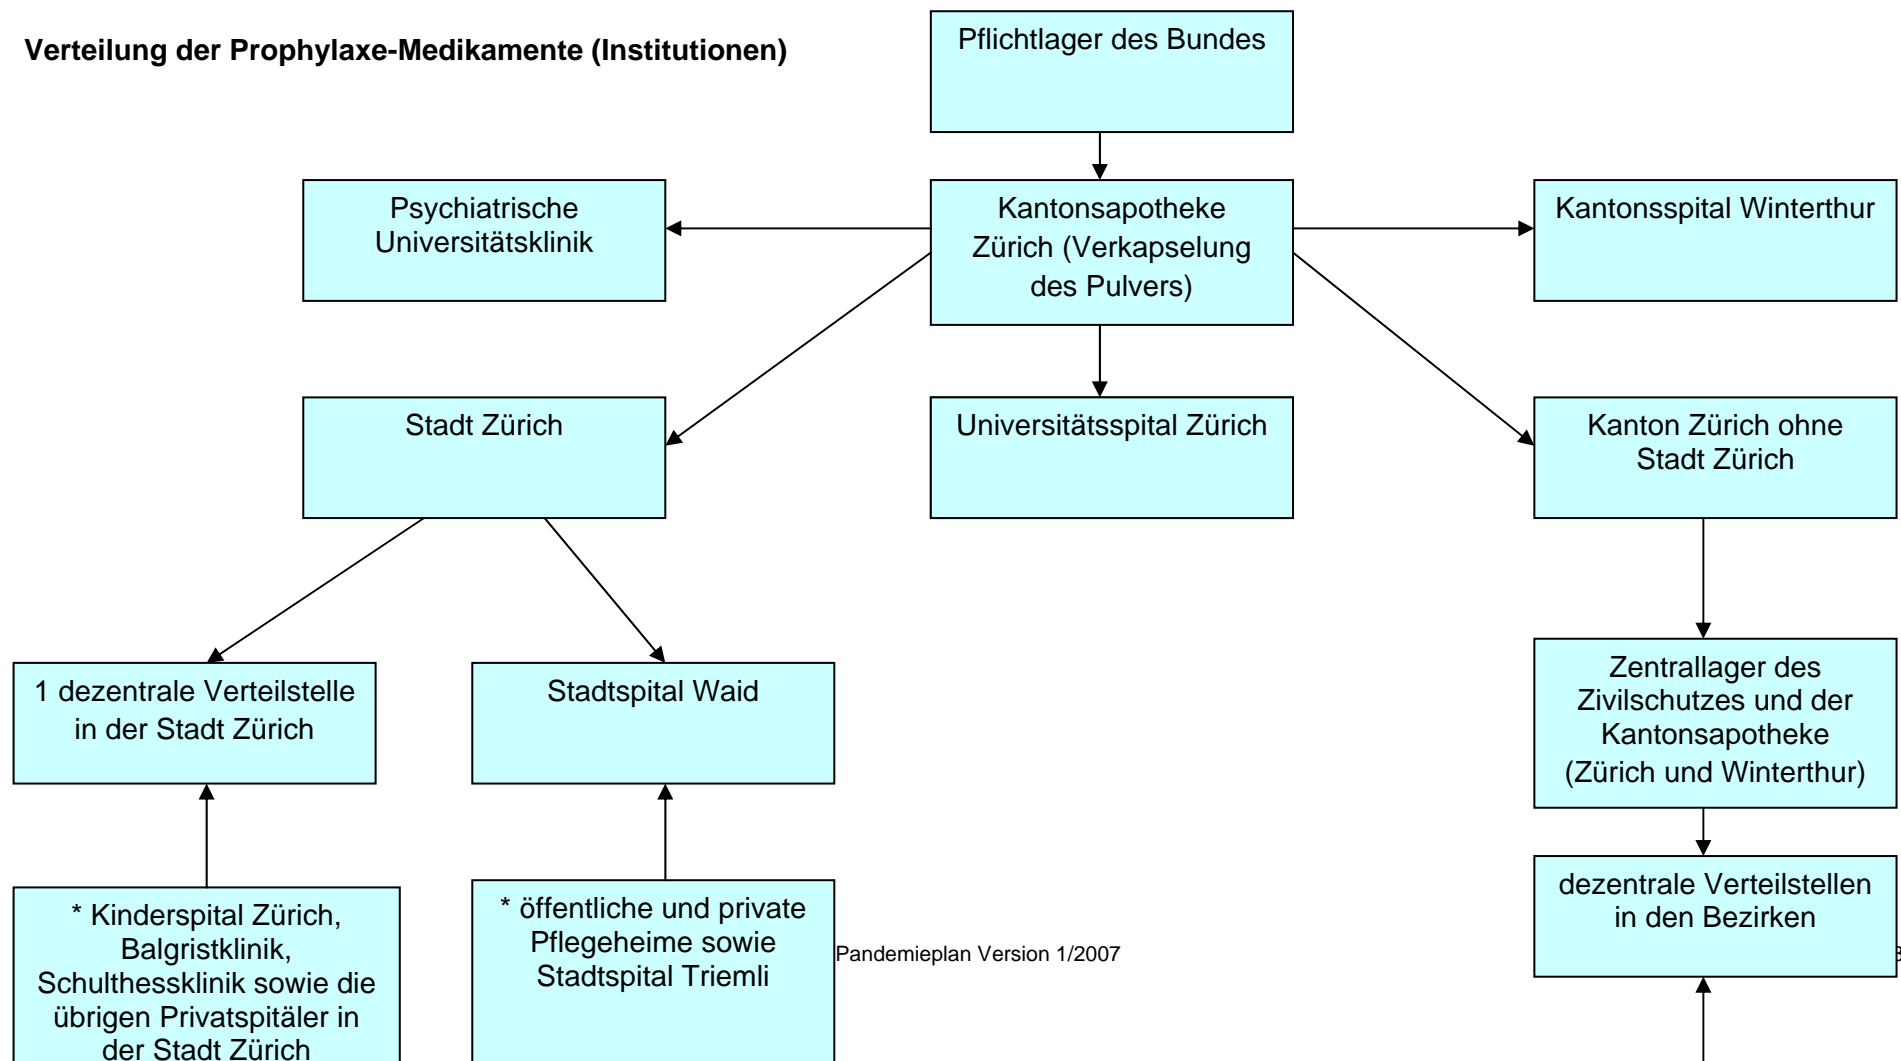 Verteilung der Prophylaxe-Medikamente (Institutionen)
Pflichtlager des Bundes
Psychiatrische
Universitätsklinik
Kantonsapotheke
Zürich (Verkapselung
des Pulvers)
Kantonsspital Winterthur
Stadt Zürich
Universitätsspital Zürich
Kanton Zürich ohne
Stadt Zürich
1 dezentrale Verteilstelle
in der Stadt Zürich
Stadtspital Waid
Zentrallager des
Zivilschutzes und der
Kantonsapotheke
(Zürich und Winterthur)
dezentrale Verteilstellen
in den Bezirken
* Kinderspital Zürich,
Balgristklinik,
Schulthessklinik sowie die
übrigen Privatspitäler in
der Stadt Zürich
* öffentliche und private
Pflegeheime sowie
Stadtspital Triemli
Pandemieplan Version 1/2007